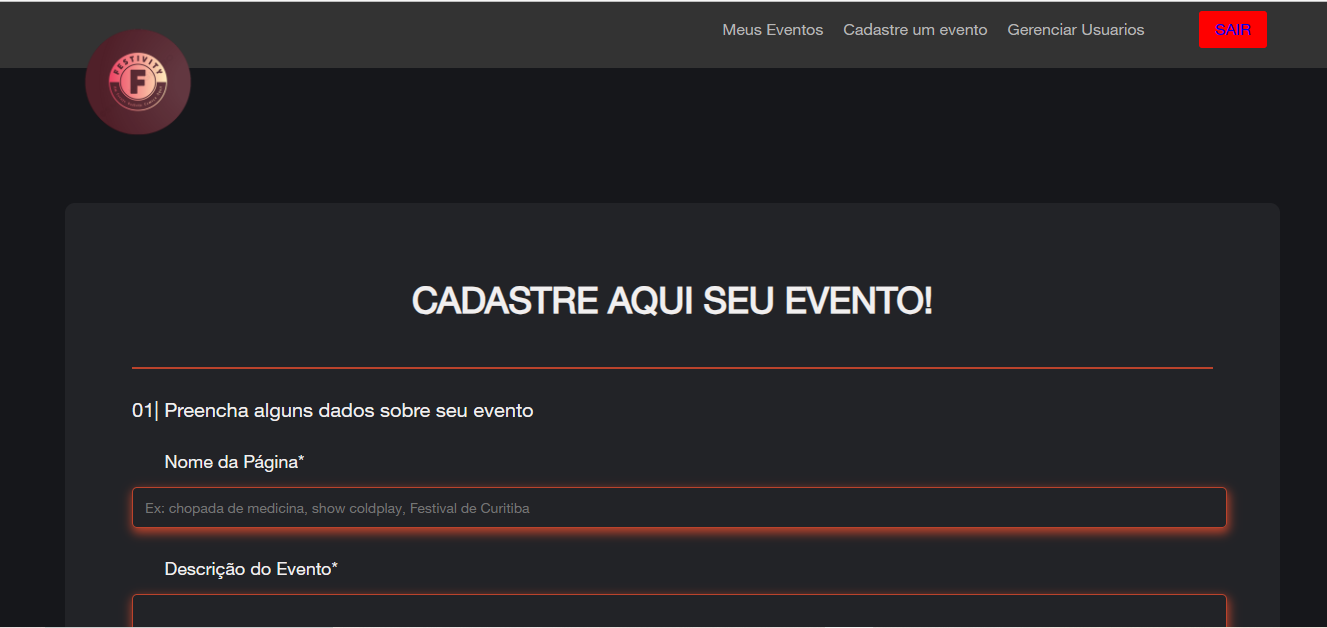 Meus Eventos Cadastre um evento Gerenciar Usuarios SAIR
FESTIVITY
F
CADASTRE AQUI SEU EVENTO!
01| Preencha alguns dados sobre seu evento
Nome da Página*
Ex: chopada de medicina, show coldplay, Festival de Curitiba
Descrição do Evento*